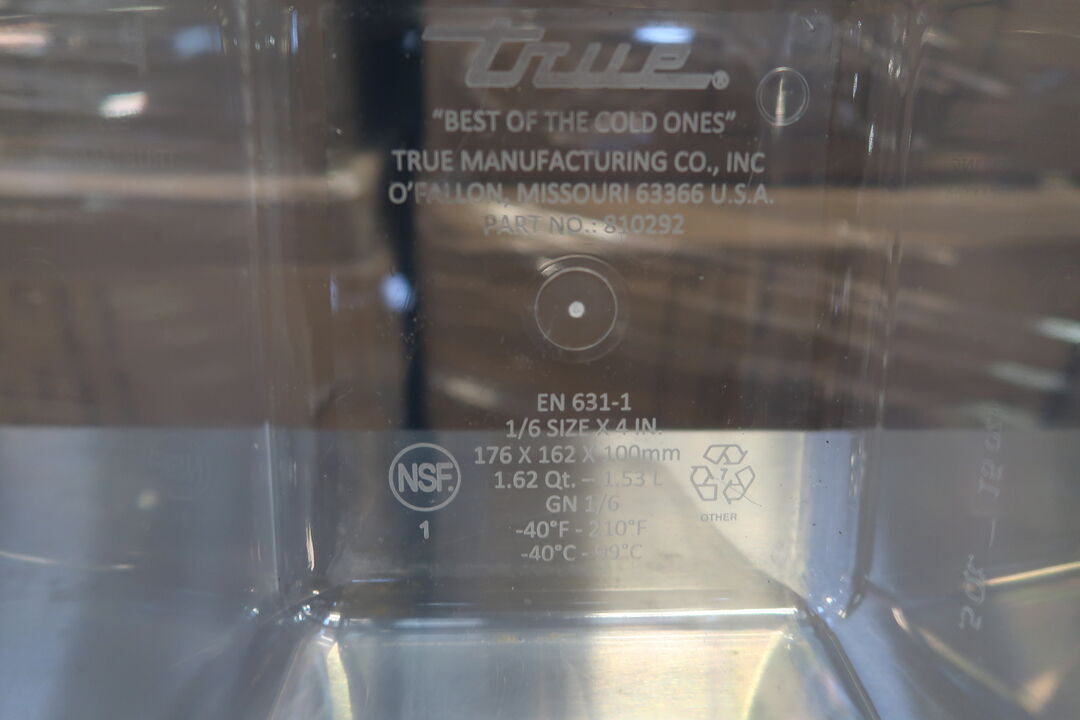 true®
"BEST OF THE COLD ONES"
TRUE MANUFACTURING CO., INC
O'FALLON, MISSOURI 63366 U.S.A.
PART NO.: 810292
EN 631-1
1/6 SIZE X 4 IN.
176 X 162 X 100mm
1.62 Qt. – 1.53 L
GN 1/6
-40°F - 210°F
-40°C - 99°C
NSF.
1
7
OTHER